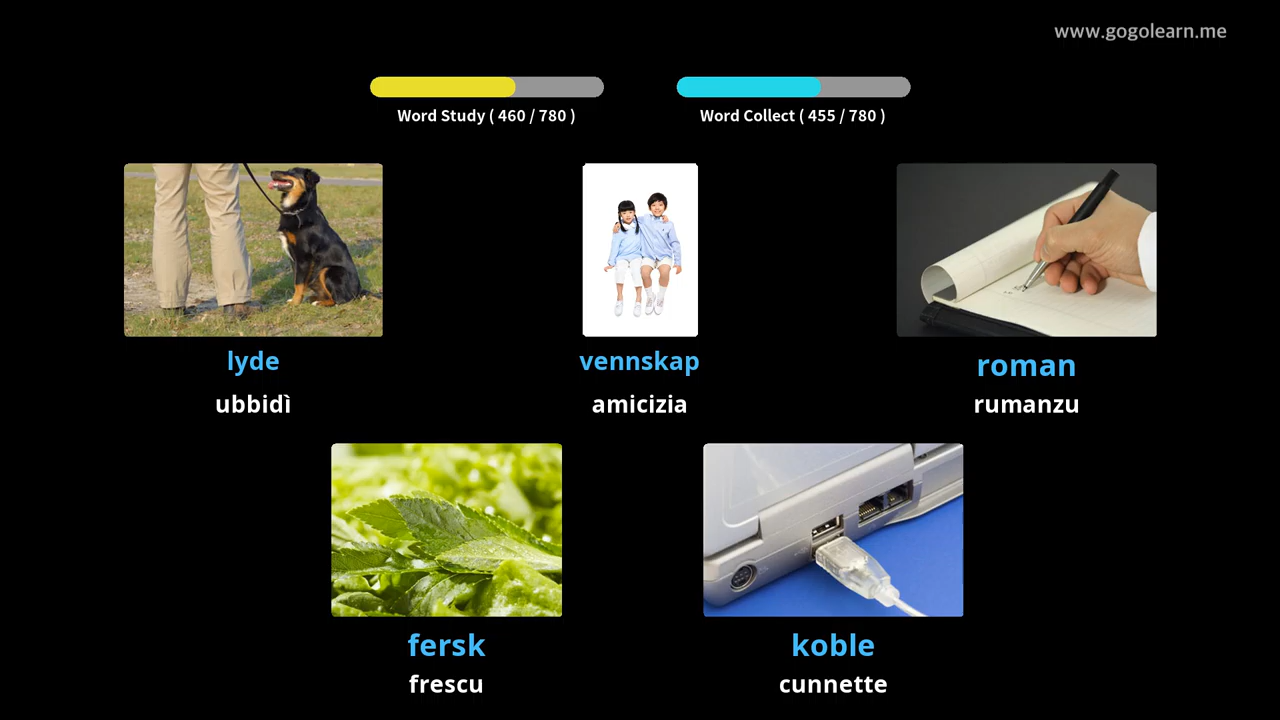 www.gogolearn.me
Word Study ( 460 / 780 )
Word Collect ( 455 / 780 )
lyde
ubbidì
vennskap
amicizia
roman
rumanzu
fersk
frescu
koble
cunnette